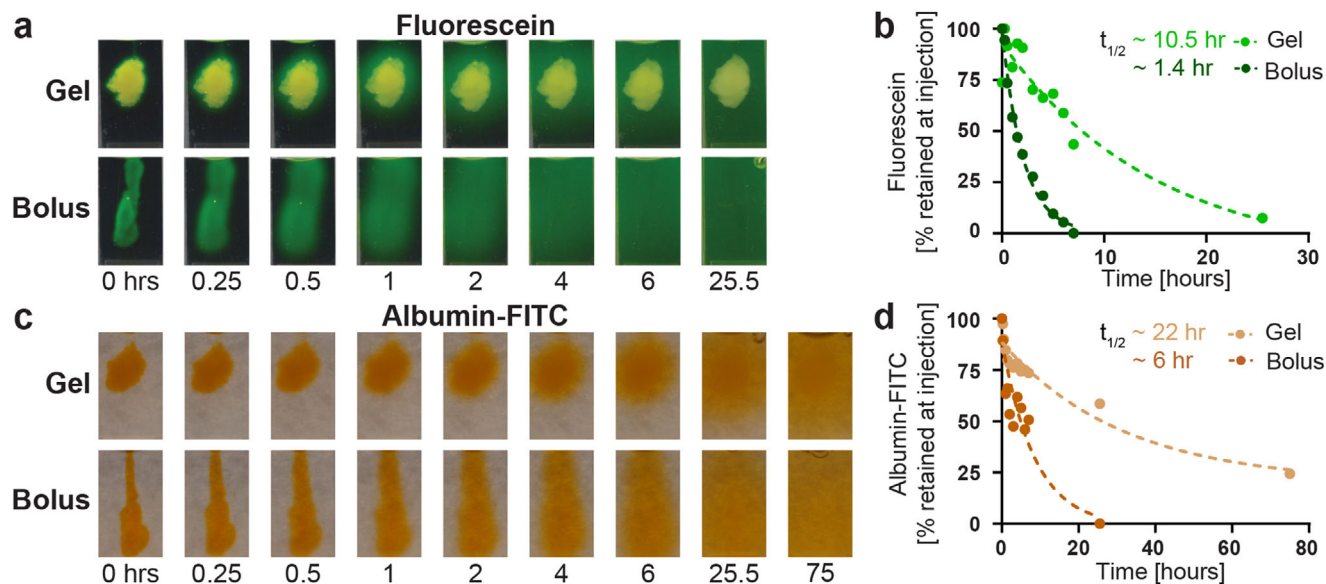 a
Fluorescein
Gel
Bolus
0 hrs 0.25 0.5 1 2 4 6 25.5
b
Fluorescein
[% retained at injection]
100
75
50
25
0
0 10 20 30
Time [hours]
t1/2 ~ 10.5 hr Gel
~ 1.4 hr Bolus
c
Albumin-FITC
Gel
Bolus
0 hrs 0.25 0.5 1 2 4 6 25.5 75
d
Albumin-FITC
[% retained at injection]
100
75
50
25
0
0 20 40 60 80
Time [hours]
t1/2 ~ 22 hr Gel
~ 6 hr Bolus